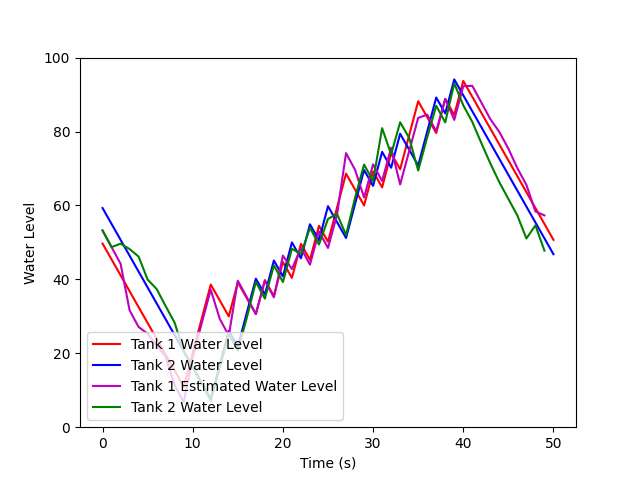 100
80
60
40
20
0
Water Level
Tank 1 Water Level
Tank 2 Water Level
Tank 1 Estimated Water Level
Tank 2 Water Level
0 10 20 30 40 50
Time (s)